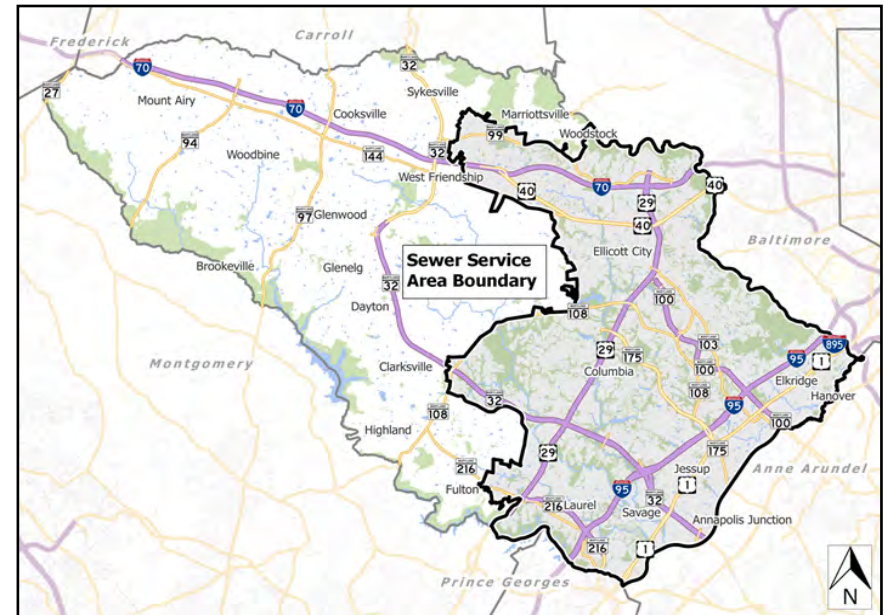 Frederick
Carroll
27
70
Mount Airy
32
Sykesville
70
Cooksville
Marriottsville
99
Woodstock
94
Woodbine
144
32
West Friendship
40
70
29
40
97
Glenwood
40
Ellicott City
Baltimore
Brookeville
Glenelg
Sewer Service
Area Boundary
32
Dayton
100
108
Montgomery
29
175
103
95
895
1
Clarksville
Columbia
100
Elkridge
108
Hanover
32
95
108
100
Highland
29
175
Anne Arundel
216
Jessup
Fulton
95
1
32
216
Laurel
Savage
Annapolis Junction
216
1
Prince Georges
N